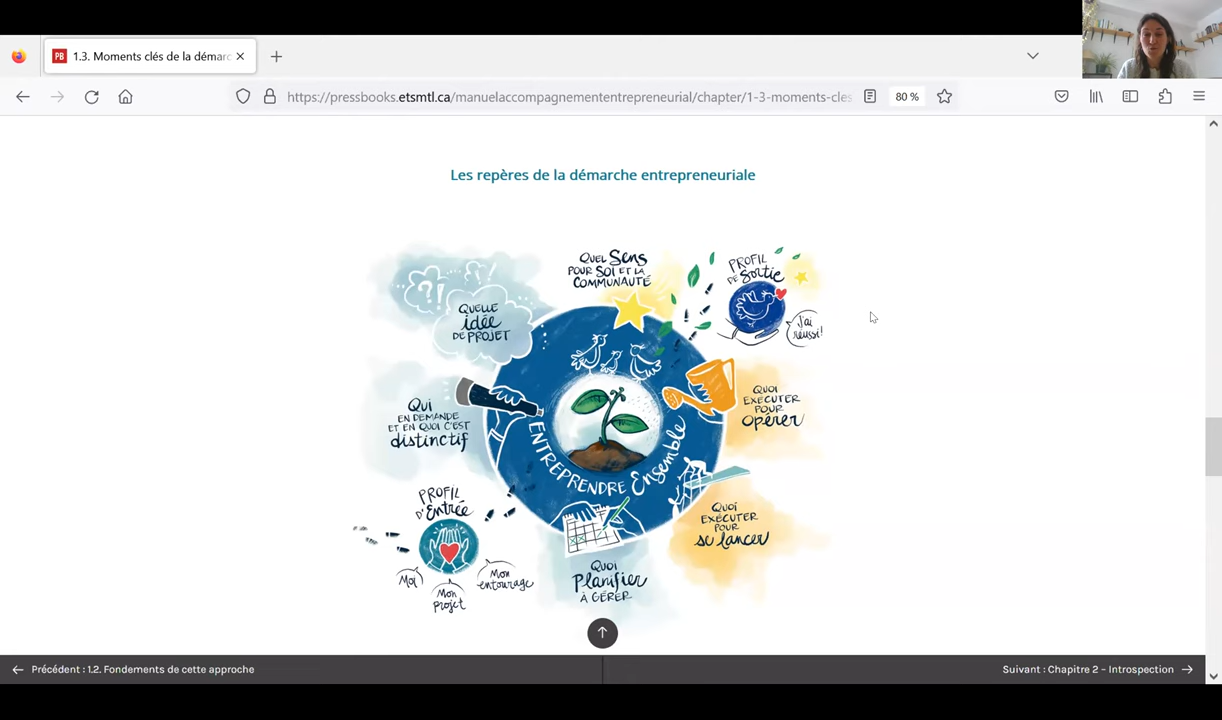 1.3. Moments clés de la démarc
https://pressbooks.etsmtl.ca/manuelaccompagnemententrepreneurial/chapter/1-3-moments-cles
80 %
Les repères de la démarche entrepreneuriale
QUEL Sens
POUR SOI ET LA
COMMUNAUTÉ
PROFIL
DE Sortie
J'ai
réussi!
?!
QUELLE
idée
DE PROJET
QUOI
EXÉCUTER
POUR
opérer
Qui
EN DEMANDE
ET EN QUOI C'EST
distinctif
ENTREPRENDRE Ensemble
PROFIL
d'Entrée
Moi
Mon
projet
Mon
entourage
QUOI
EXÉCUTER
POUR
se lancer
QUOI
Planifier
À GÉRER
Précédent : 1.2. Fondements de cette approche
Suivant : Chapitre 2 – Introspection